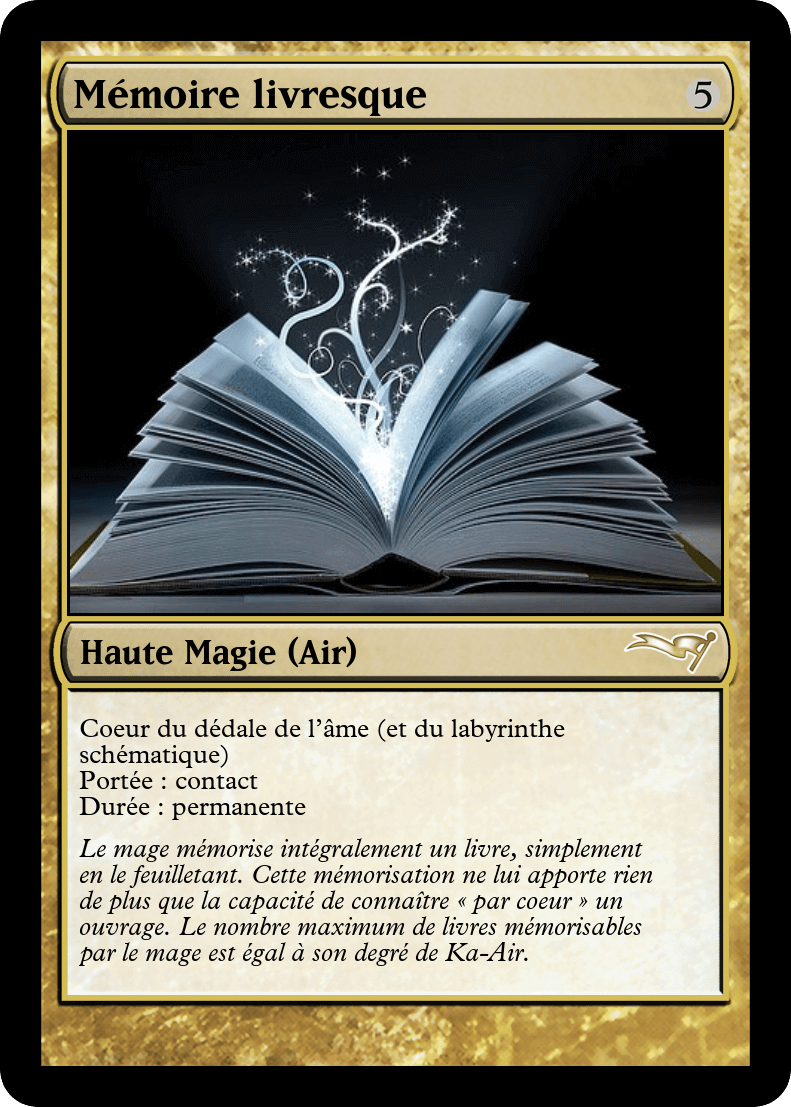 Mémoire livresque
5
Haute Magie (Air)
Coeur du dédale de l'âme (et du labyrinthe
schématique)
Portée : contact
Durée : permanente
Le mage mémorise intégralement un livre, simplement
en le feuilletant. Cette mémorisation ne lui apporte rien
de plus que la capacité de connaître « par coeur » un
ouvrage. Le nombre maximum de livres mémorisables
par le mage est égal à son degré de Ka-Air.